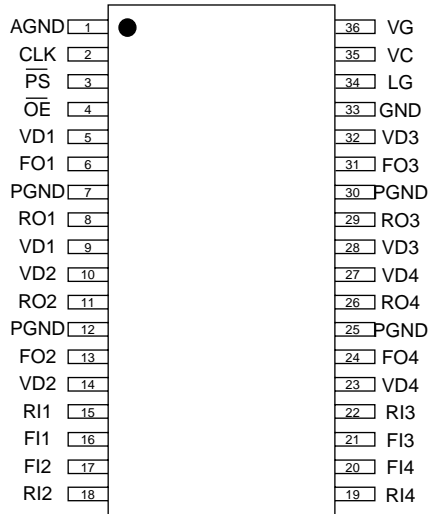 AGND 1 36 VG
CLK 2 35 VC
P̅S̅ 3 34 LG
O̅E̅ 4 33 GND
VD1 5 32 VD3
FO1 6 31 FO3
PGND 7 30 PGND
RO1 8 29 RO3
VD1 9 28 VD3
VD2 10 27 VD4
RO2 11 26 RO4
PGND 12 25 PGND
FO2 13 24 FO4
VD2 14 23 VD4
RI1 15 22 RI3
FI1 16 21 FI3
FI2 17 20 FI4
RI2 18 19 RI4